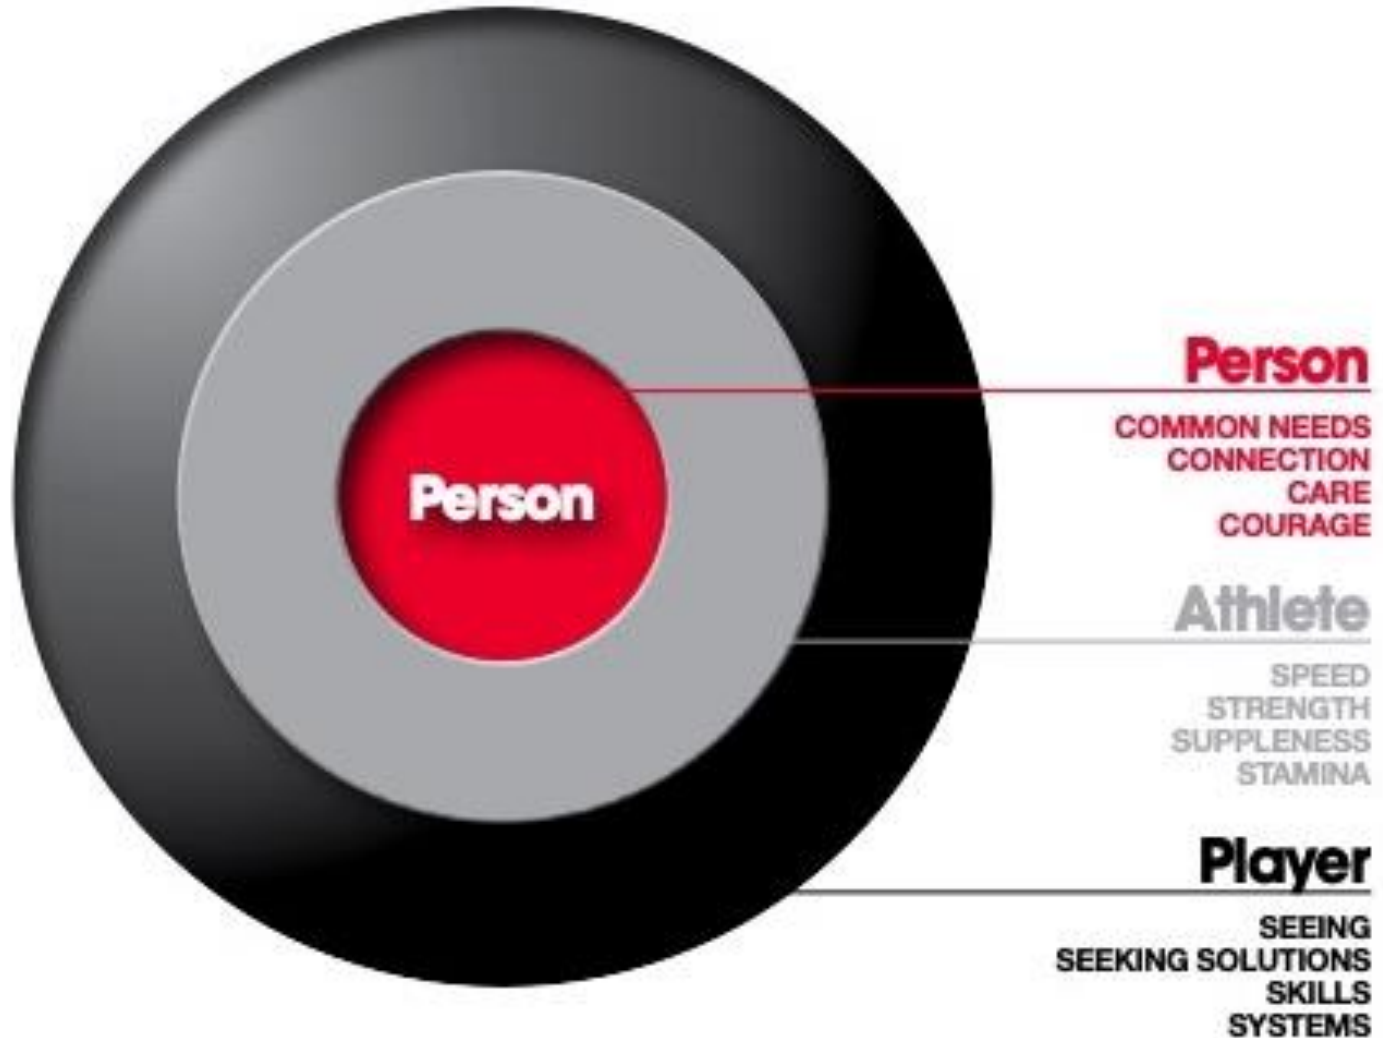 Person
Person
COMMON NEEDS
CONNECTION
CARE
COURAGE
Athlete
SPEED
STRENGTH
SUPPLENESS
STAMINA
Player
SEEING
SEEKING SOLUTIONS
SKILLS
SYSTEMS